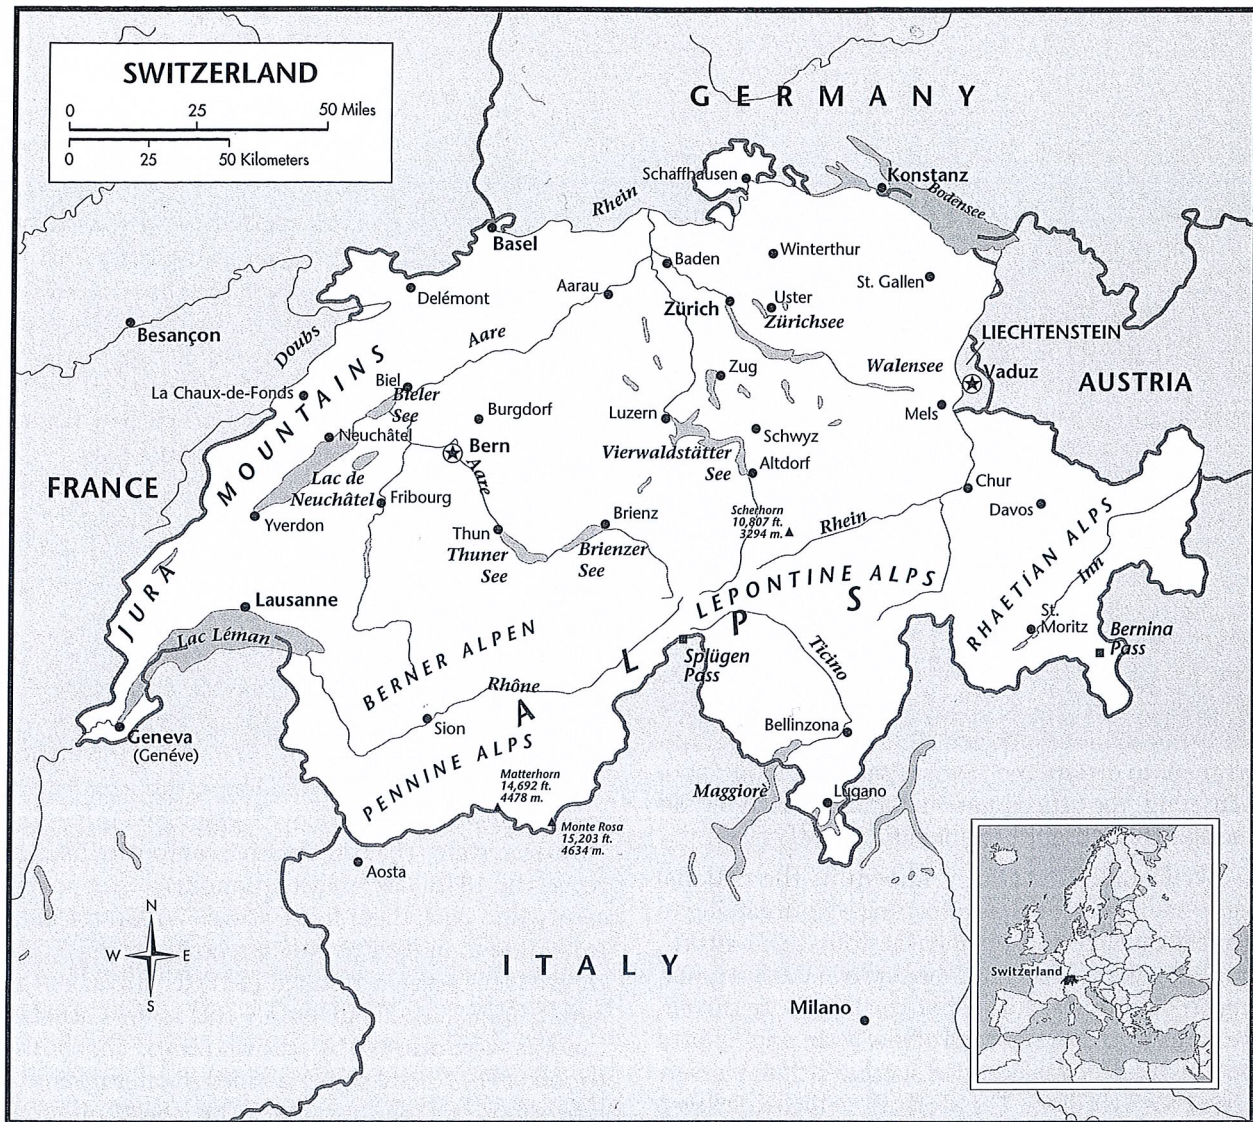 SWITZERLAND
0 25 50 Miles
0 25 50 Kilometers
GERMANY
Schaffhausen
Konstanz
Rhein
Bodensee
Basel
Baden
Winterthur
Delémont
Aarau
St. Gallen
Zürich
Uster
Zürichsee
Besançon
Doubs
Aare
LIECHTENSTEIN
Walensee
Vaduz
AUSTRIA
La Chaux-de-Fonds
Biel
Bieler
See
Zug
Burgdorf
Luzern
Mels
JURA MOUNTAINS
Neuchâtel
Bern
Schwyz
Vierwaldstätter
See
Altdorf
FRANCE
Lac de
Neuchâtel
Fribourg
Aare
Chur
Davos
Yverdon
Thun
Thuner
See
Brienz
Brienzer
See
Scherhorn
10,807 ft.
3294 m.
Rhein
LEPONTINE ALPS
RHAETIAN ALPS
Inn
Lausanne
Lac Léman
St.
Moritz
Bernina
Pass
BERNER ALPEN
ALPS
Splügen
Pass
Ticino
Rhône
Geneva
(Genéve)
Sion
Bellinzona
PENNINE ALPS
Matterhorn
14,692 ft.
4478 m.
Maggiorè
Lugano
Monte Rosa
15,203 ft.
4634 m.
Aosta
N
W E
S
ITALY
Milano
Switzerland